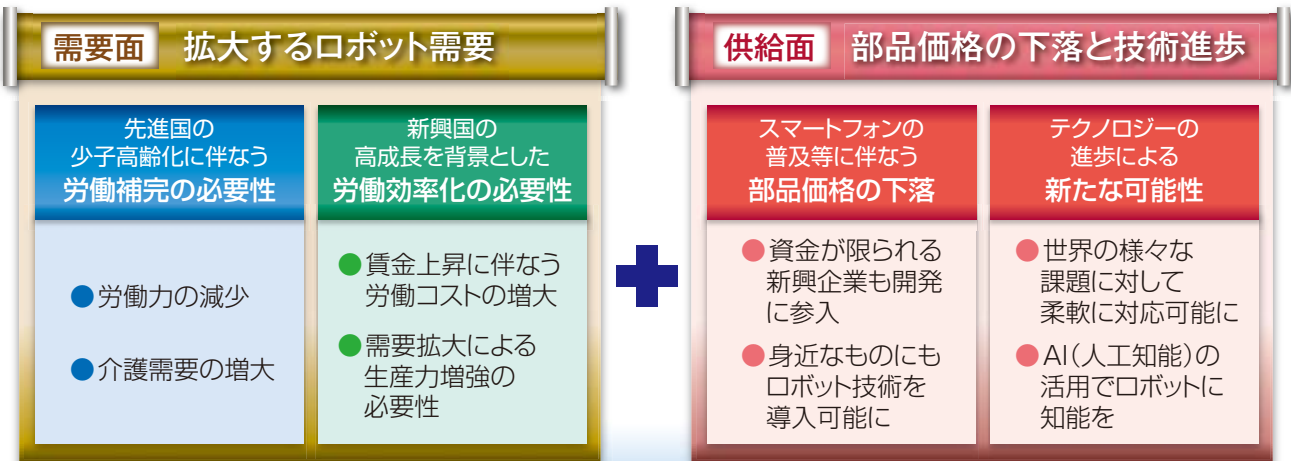 需要面 拡大するロボット需要
先進国の
少子高齢化に伴なう
労働補完の必要性
●労働力の減少
●介護需要の増大
新興国の
高成長を背景とした
労働効率化の必要性
●賃金上昇に伴なう
労働コストの増大
●需要拡大による
生産力増強の
必要性
供給面 部品価格の下落と技術進歩
スマートフォンの
普及等に伴なう
部品価格の下落
●資金が限られる
新興企業も開発
に参入
●身近なものにも
ロボット技術を
導入可能に
テクノロジーの
進歩による
新たな可能性
●世界の様々な
課題に対して
柔軟に対応可能に
●AI(人工知能)の
活用でロボットに
知能を